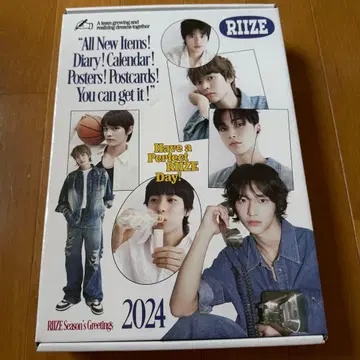 A team growing and
realizing dreams together
RIIZE
"All New Items!
Diary! Calendar!
Posters! Postcards!
You can get it!"
Have a
Perfect
RIIZE
Day!
RIIZE Season's Greetings
2024